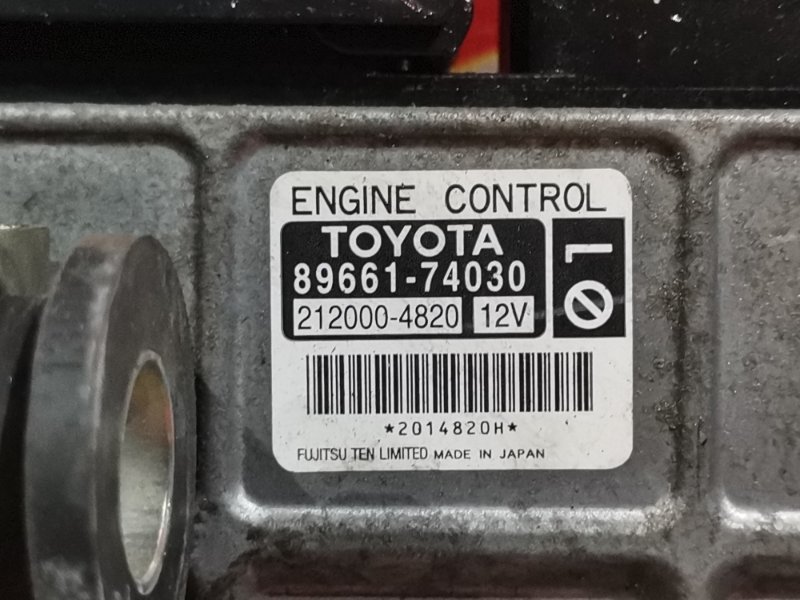 ENGINE CONTROL
TOYOTA
89661-74030
212000-4820 12V
*2014820H*
FUJITSU TEN LIMITED MADE IN JAPAN